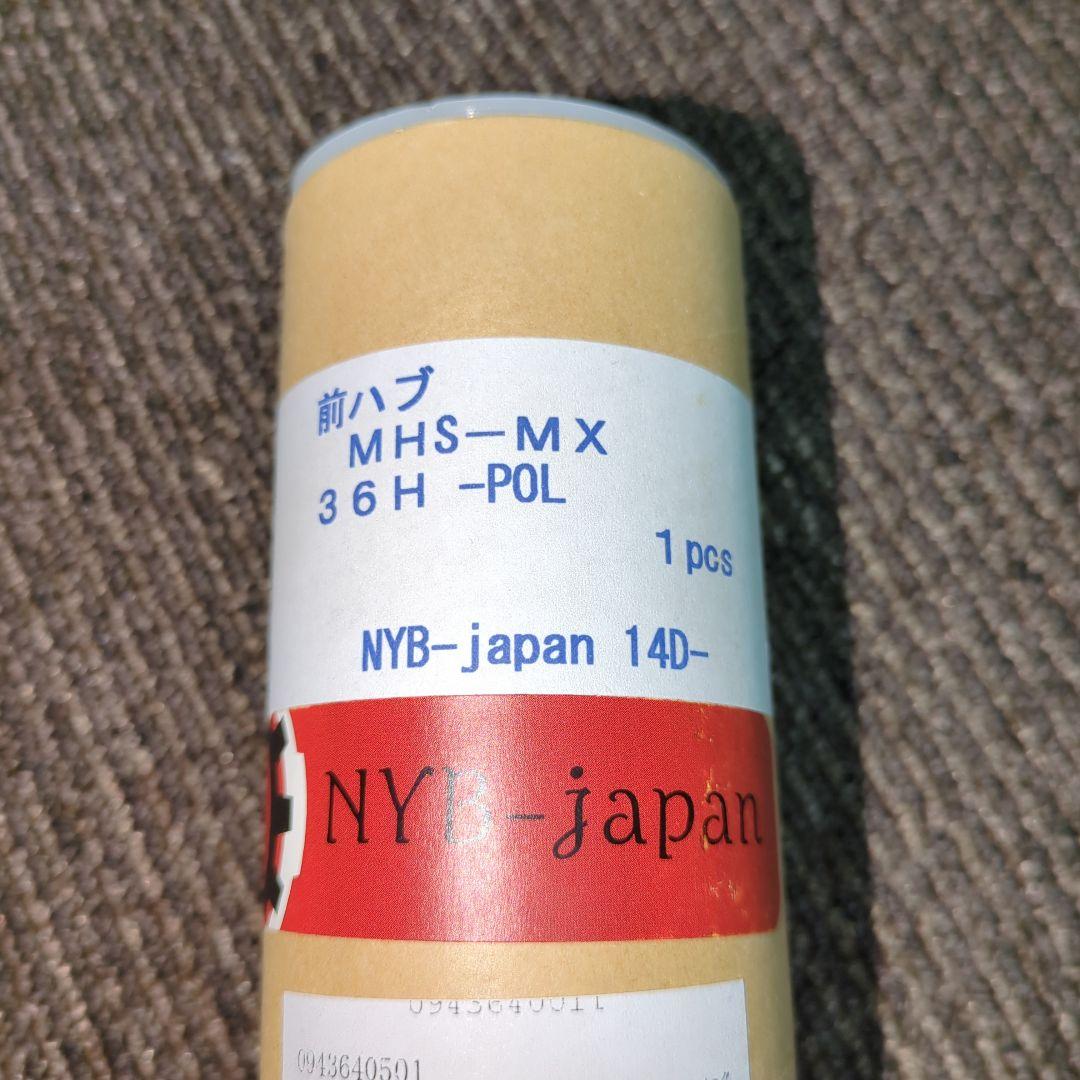 前ハブ
MHS-MX
36H -POL
1pcs
NYB-japan 14D-
NYB-japan
0943640501